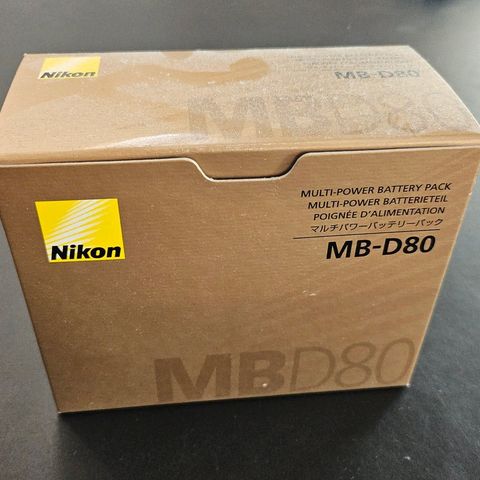 Nikon
MB-D80
MBD80
MULTI-POWER BATTERY PACK
MULTI-POWER BATTERIETEIL
POIGNÉE D'ALIMENTATION
マルチパワーバッテリーパック
MB-D80
Nikon
MBD80